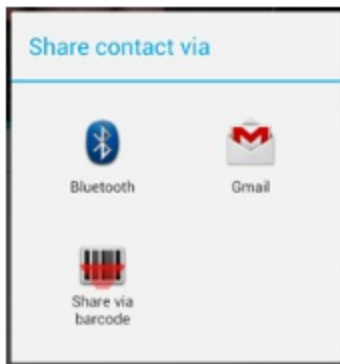 Share contact via
Bluetooth
Gmail
Share via
barcode